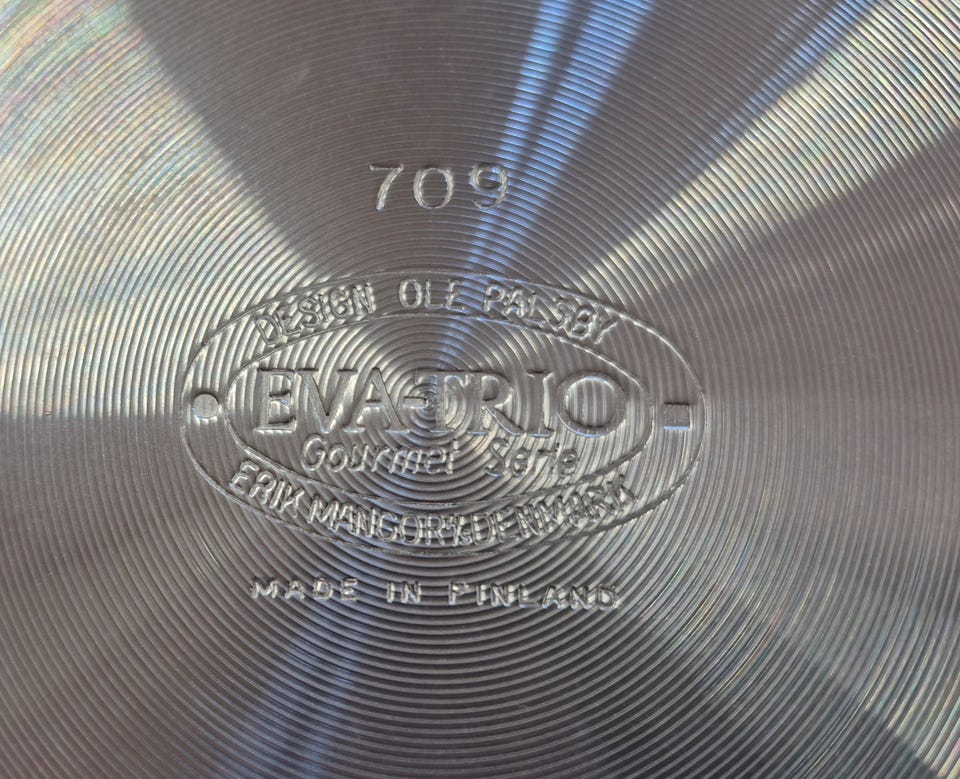 709
DESIGN OLE PALSBY
EVA-TRIO
Gourmet Serie
ERIK MANGOR % DENMARK
MADE IN FINLAND